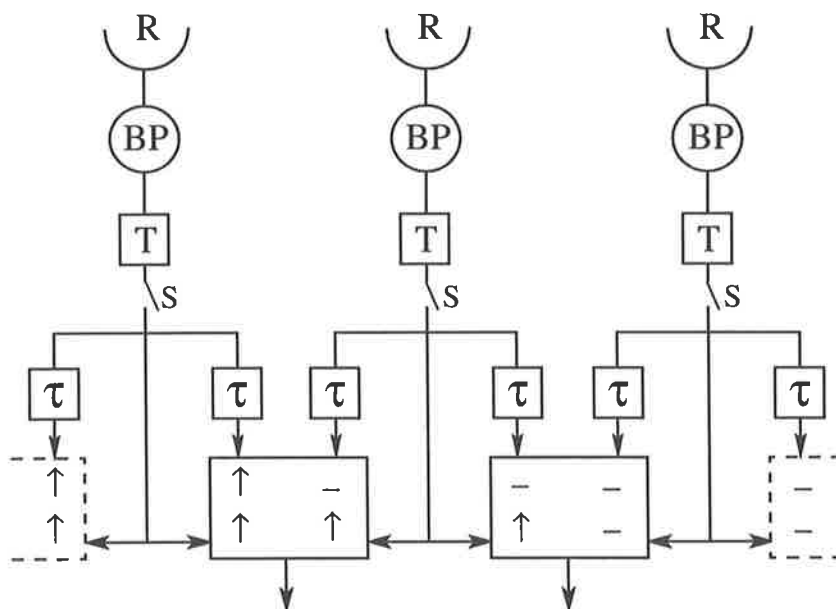 R R R
BP BP BP
T T T
S S S
τ τ τ τ τ τ
↑ ↑ – – – –
↑ ↑ ↑ ↑ – –